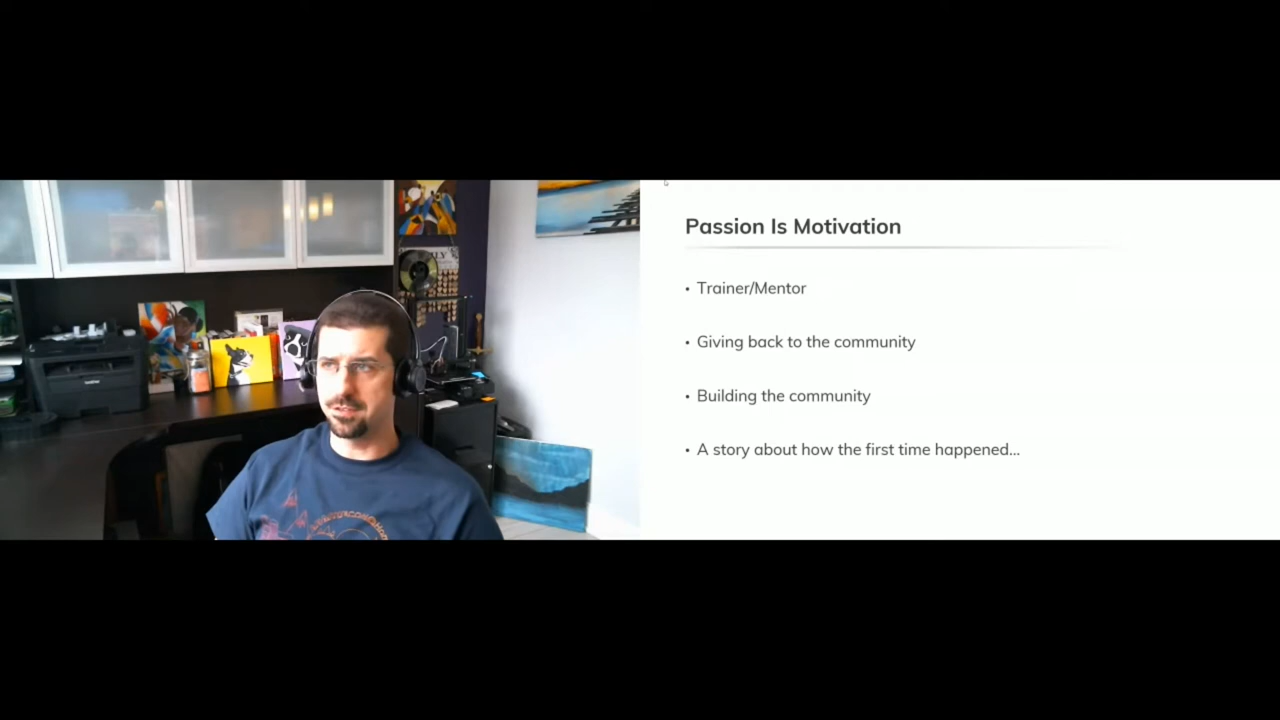 Passion Is Motivation
• Trainer/Mentor
• Giving back to the community
• Building the community
• A story about how the first time happened...